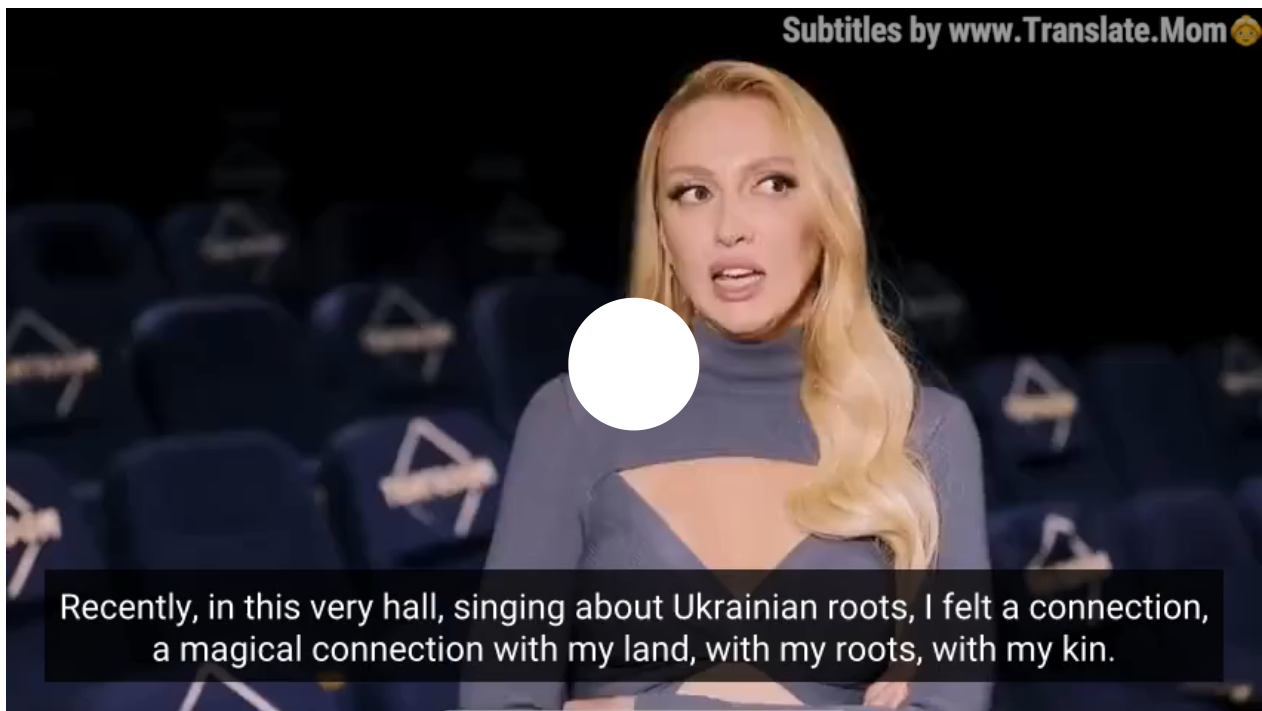 Subtitles by www.Translate.Mom
Recently, in this very hall, singing about Ukrainian roots, I felt a connection,
a magical connection with my land, with my roots, with my kin.